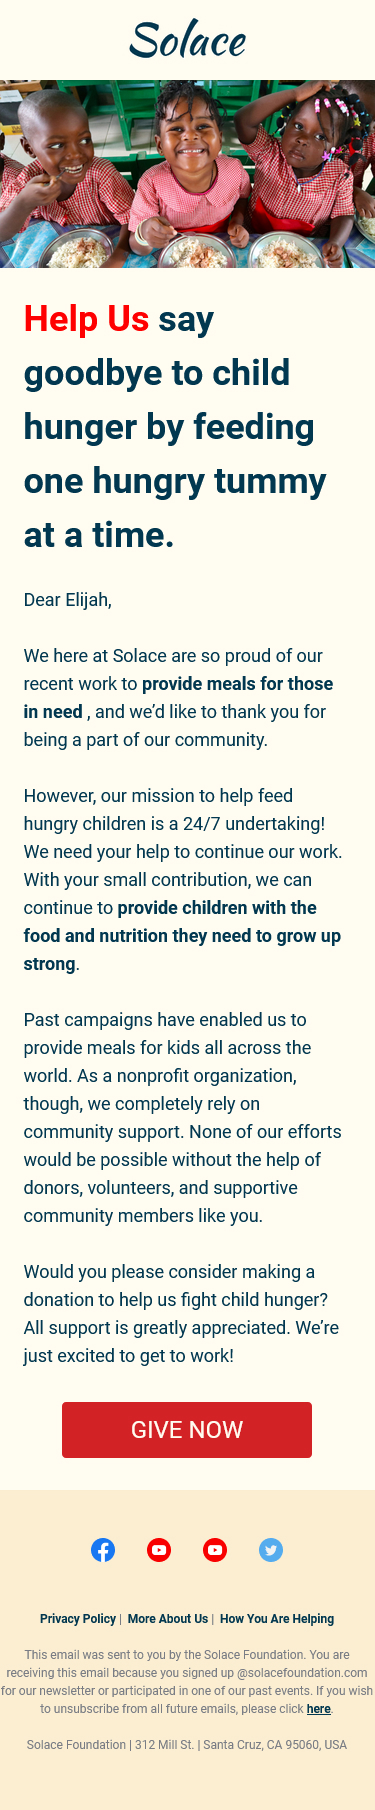 Solace
Help Us say
goodbye to child
hunger by feeding
one hungry tummy
at a time.
Dear Elijah,
We here at Solace are so proud of our
recent work to provide meals for those
in need , and we’d like to thank you for
being a part of our community.
However, our mission to help feed
hungry children is a 24/7 undertaking!
We need your help to continue our work.
With your small contribution, we can
continue to provide children with the
food and nutrition they need to grow up
strong.
Past campaigns have enabled us to
provide meals for kids all across the
world. As a nonprofit organization,
though, we completely rely on
community support. None of our efforts
would be possible without the help of
donors, volunteers, and supportive
community members like you.
Would you please consider making a
donation to help us fight child hunger?
All support is greatly appreciated. We’re
just excited to get to work!
GIVE NOW
Privacy Policy | More About Us | How You Are Helping
This email was sent to you by the Solace Foundation. You are
receiving this email because you signed up @solacefoundation.com
for our newsletter or participated in one of our past events. If you wish
to unsubscribe from all future emails, please click here.
Solace Foundation | 312 Mill St. | Santa Cruz, CA 95060, USA